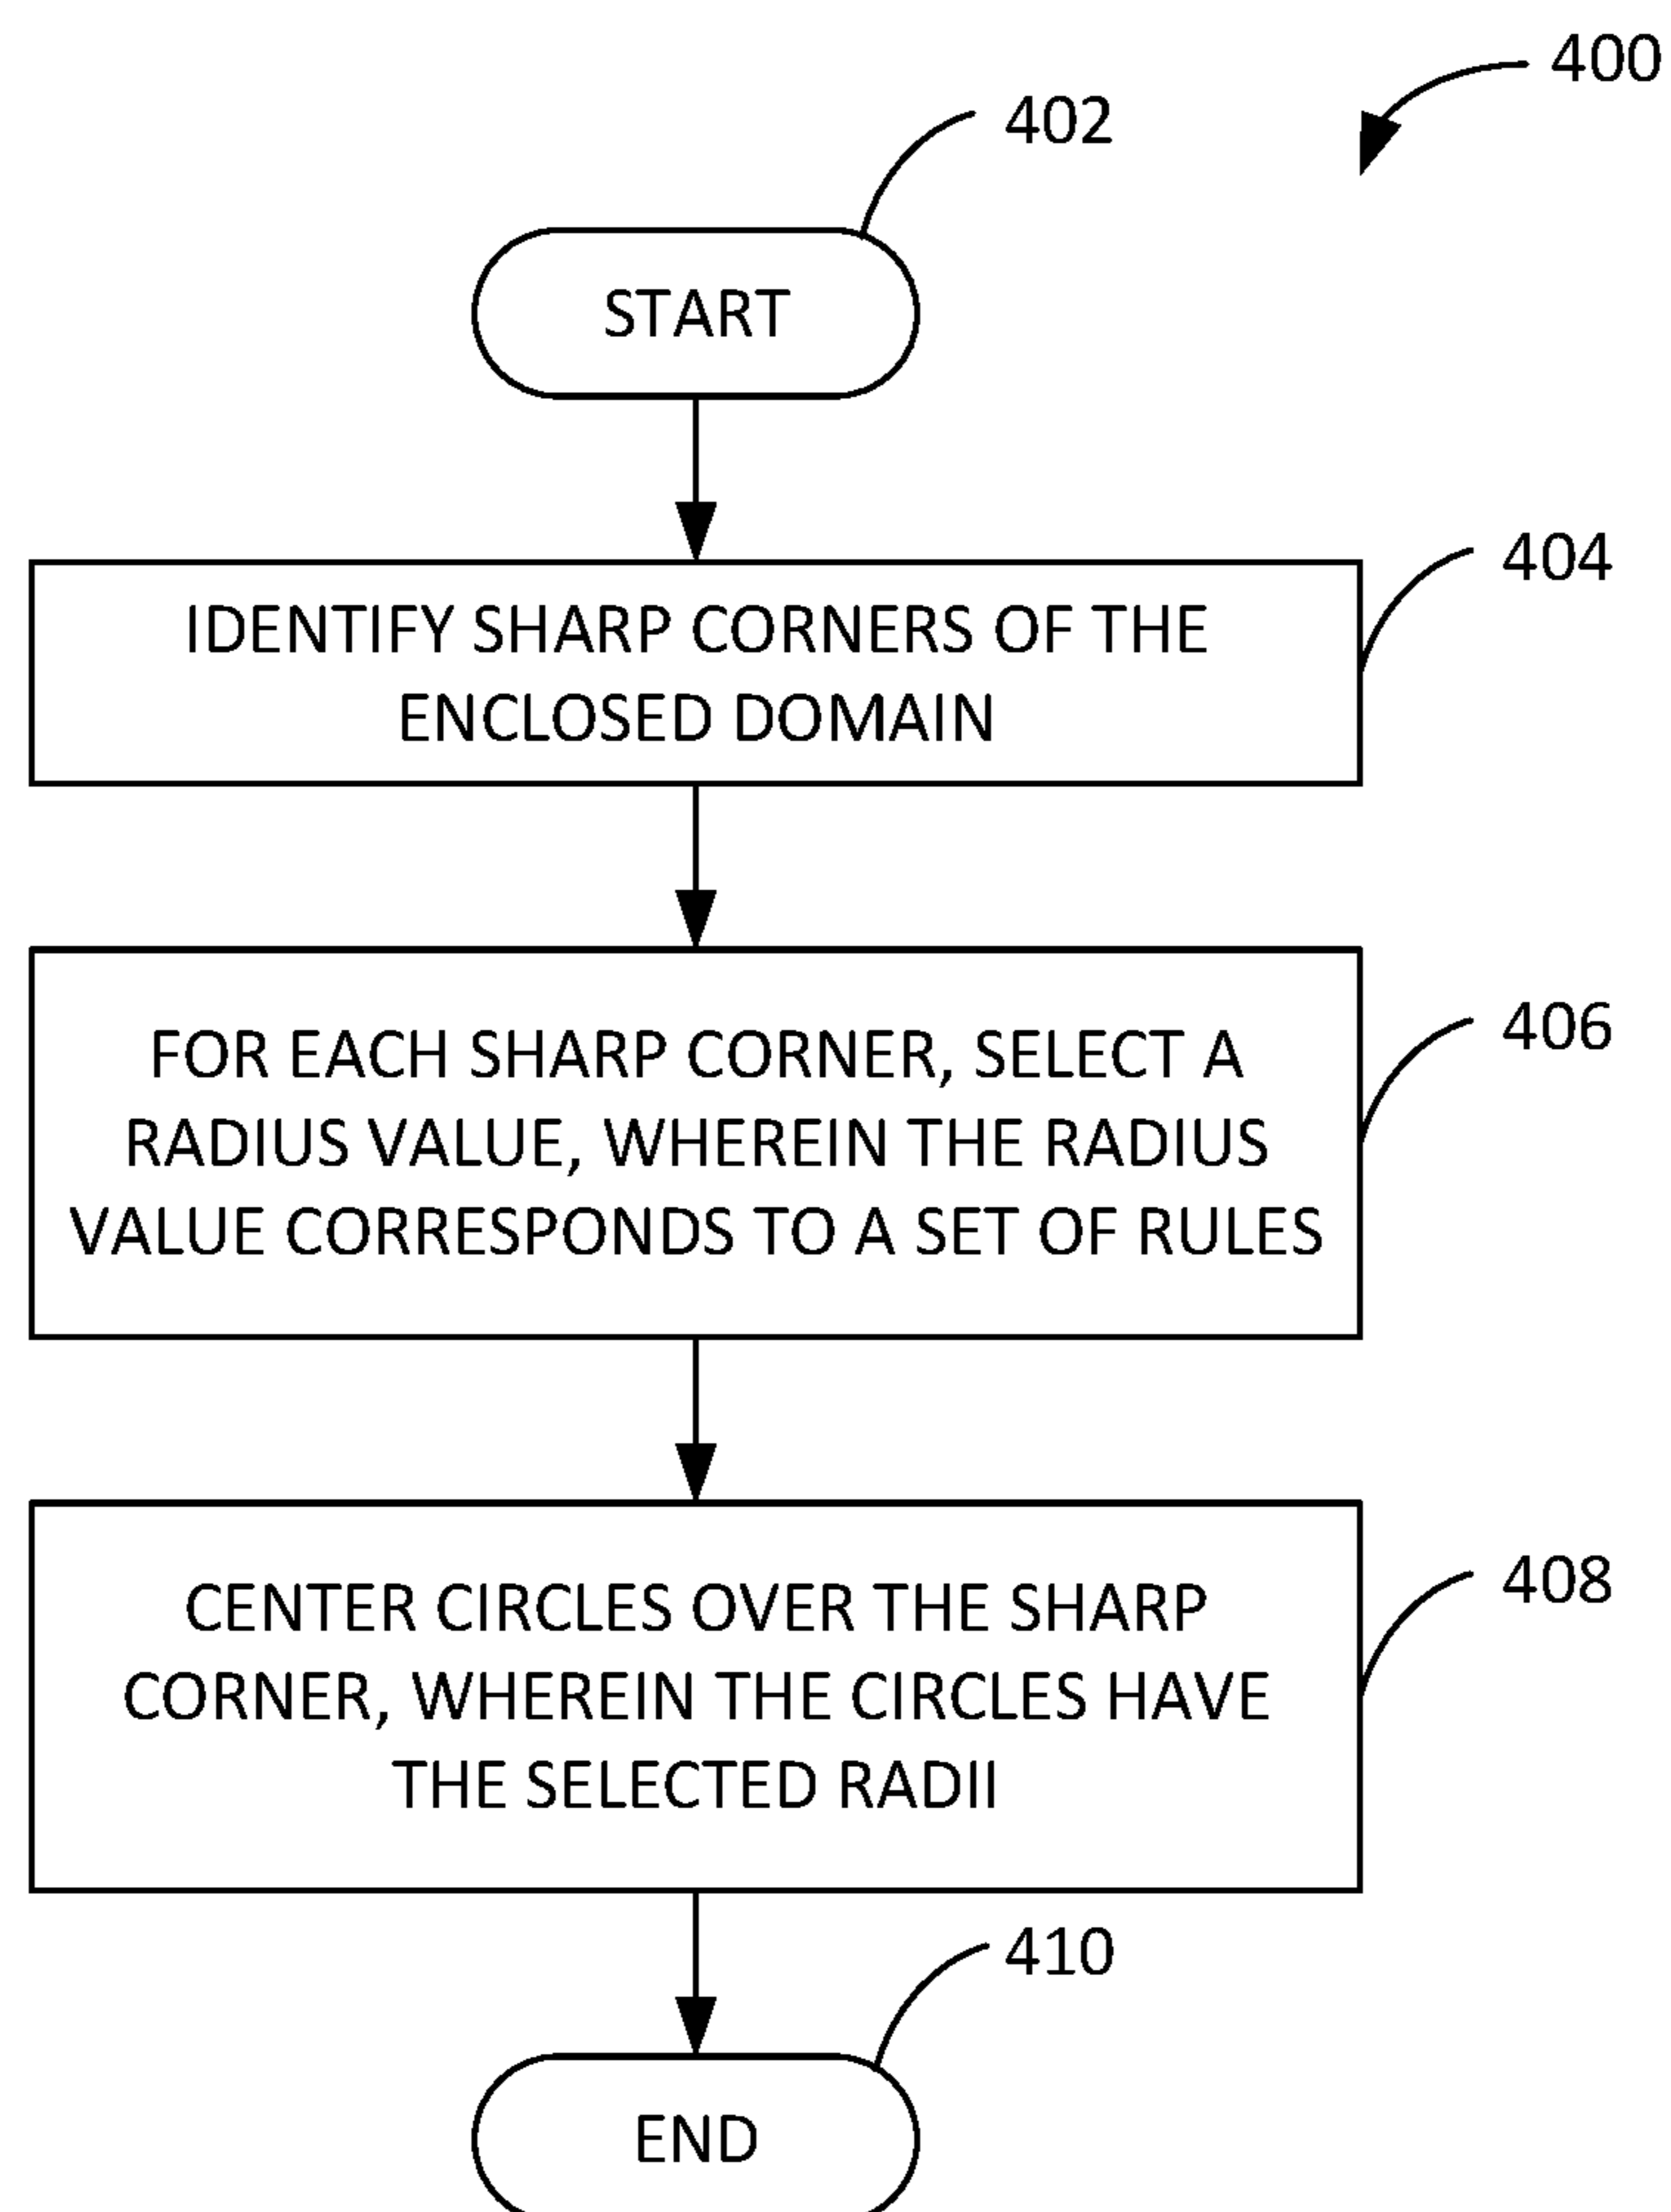 400
402
START
404
IDENTIFY SHARP CORNERS OF THE
ENCLOSED DOMAIN
406
FOR EACH SHARP CORNER, SELECT A
RADIUS VALUE, WHEREIN THE RADIUS
VALUE CORRESPONDS TO A SET OF RULES
408
CENTER CIRCLES OVER THE SHARP
CORNER, WHEREIN THE CIRCLES HAVE
THE SELECTED RADII
410
END